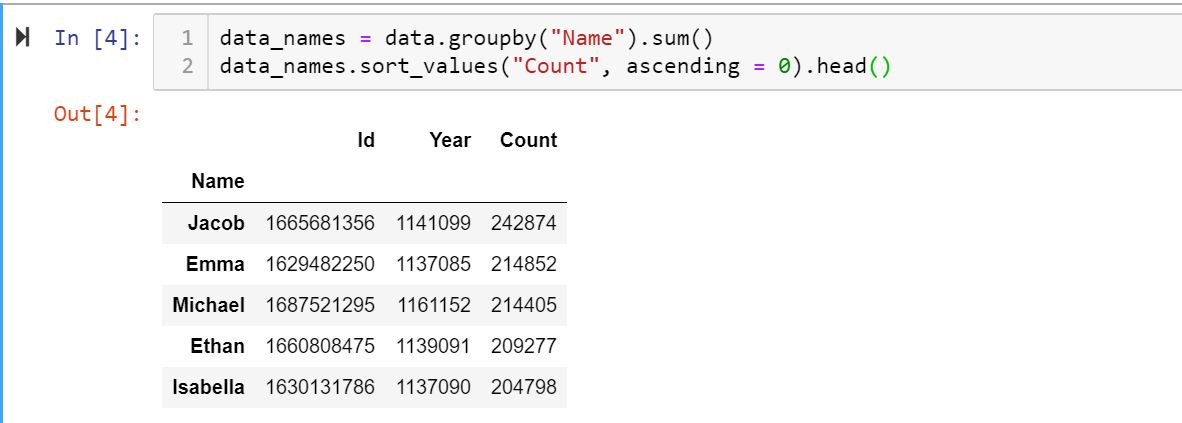 In [4]:
1 data_names = data.groupby("Name").sum()
2 data_names.sort_values("Count", ascending = 0).head()
Out[4]:
Id Year Count
Name
Jacob 1665681356 1141099 242874
Emma 1629482250 1137085 214852
Michael 1687521295 1161152 214405
Ethan 1660808475 1139091 209277
Isabella 1630131786 1137090 204798